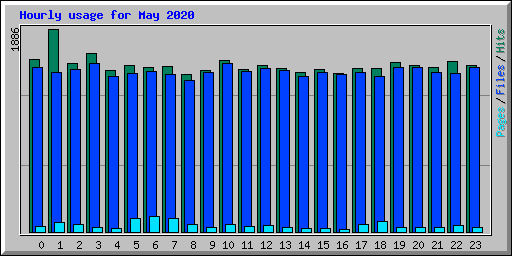 Hourly usage for May 2020
1886
Pages/Files/Hits
0 1 2 3 4 5 6 7 8 9 10 11 12 13 14 15 16 17 18 19 20 21 22 23